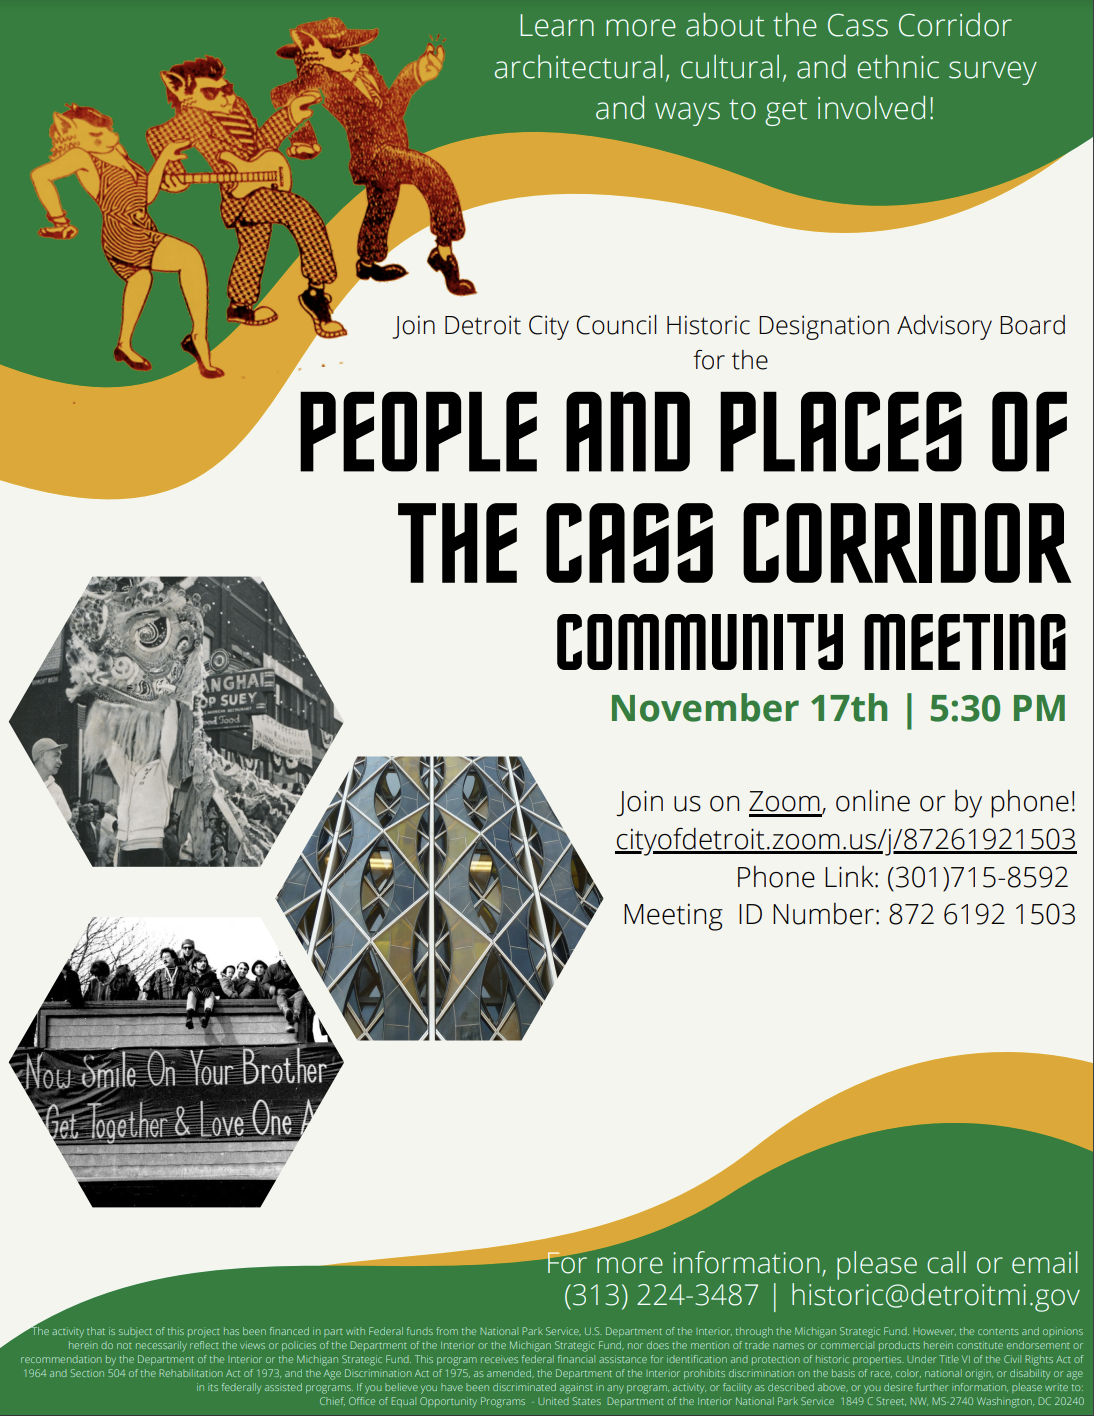 Learn more about the Cass Corridor
architectural, cultural, and ethnic survey
and ways to get involved!
Join Detroit City Council Historic Designation Advisory Board
for the
PEOPLE AND PLACES OF
THE CASS CORRIDOR
COMMUNITY MEETING
November 17th | 5:30 PM
ANGHAI
OP SUEY
Food
Join us on Zoom, online or by phone!
cityofdetroit.zoom.us/j/87261921503
Phone Link: (301)715-8592
Meeting ID Number: 872 6192 1503
Now Smile On Your Brother
Get Together & Love One A
For more information, please call or email
(313) 224-3487 | historic@detroitmi.gov
The activity that is subject of this project has been financed in part with Federal funds from the National Park Service, U.S. Department of the Interior, through the Michigan Strategic Fund. However, the contents and opinions
herein do not necessarily reflect the views or policies of the Department of the Interior or the Michigan Strategic Fund, nor does the mention of trade names or commercial products herein constitute endorsement or
recommendation by the Department of the Interior or the Michigan Strategic Fund. This program receives federal financial assistance for identification and protection of historic properties. Under Title VI of the Civil Rights Act of
1964 and Section 504 of the Rehabilitation Act of 1973, and the Age Discrimination Act of 1975, as amended, the Department of the Interior prohibits discrimination on the basis of race, color, national origin, or disability or age
in its federally assisted programs. If you believe you have been discriminated against in any program, activity, or facility as described above, or you desire further information, please write to:
Chief, Office of Equal Opportunity Programs - United States Department of the Interior National Park Service 1849 C Street, NW, MS-2740 Washington, DC 20240